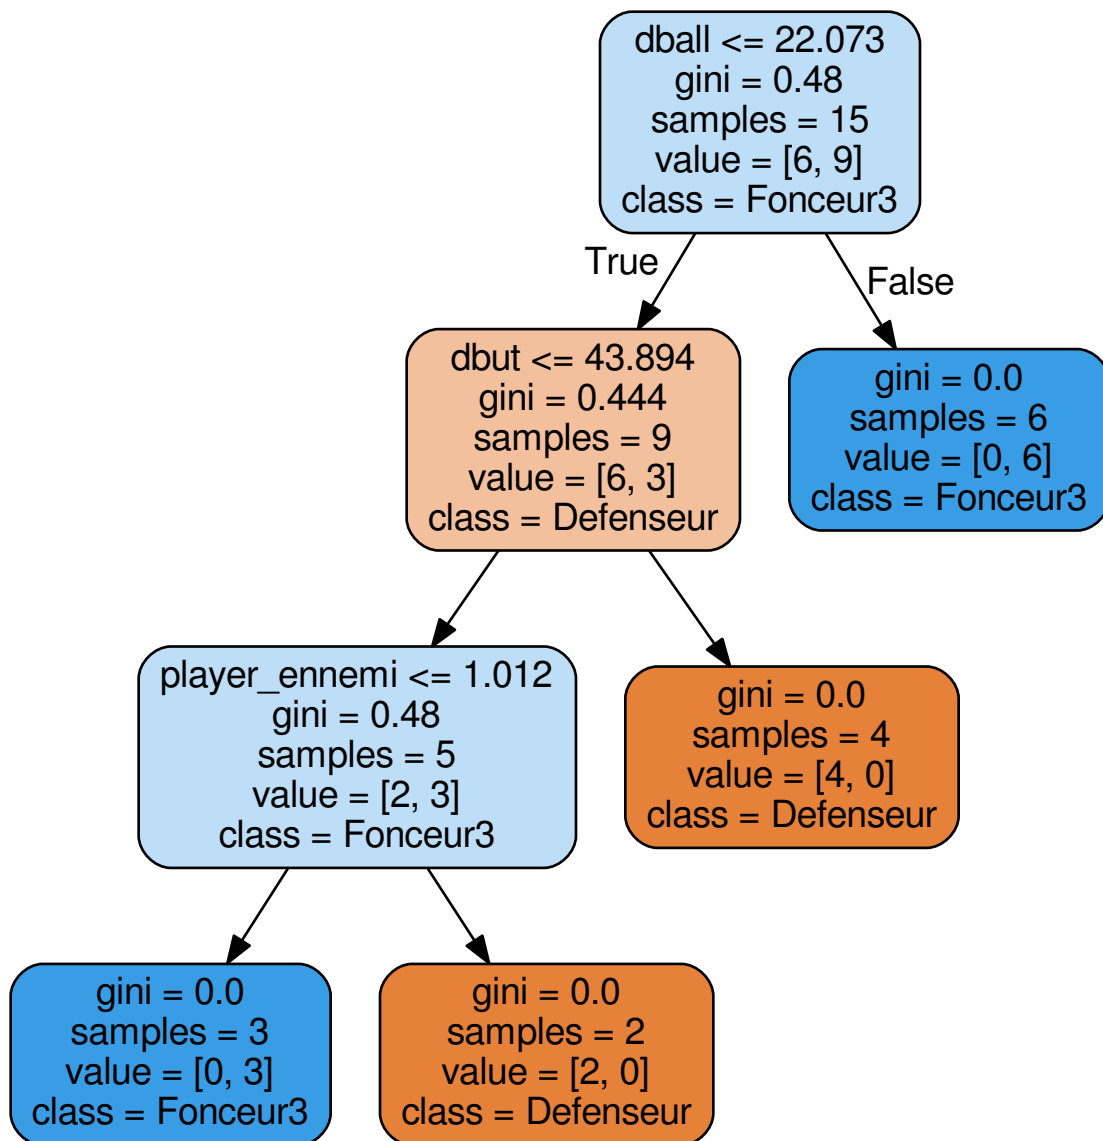 dball <= 22.073
gini = 0.48
samples = 15
value = [6, 9]
class = Fonceur3
True
False
dbut <= 43.894
gini = 0.444
samples = 9
value = [6, 3]
class = Defenseur
gini = 0.0
samples = 6
value = [0, 6]
class = Fonceur3
player_ennemi <= 1.012
gini = 0.48
samples = 5
value = [2, 3]
class = Fonceur3
gini = 0.0
samples = 4
value = [4, 0]
class = Defenseur
gini = 0.0
samples = 3
value = [0, 3]
class = Fonceur3
gini = 0.0
samples = 2
value = [2, 0]
class = Defenseur